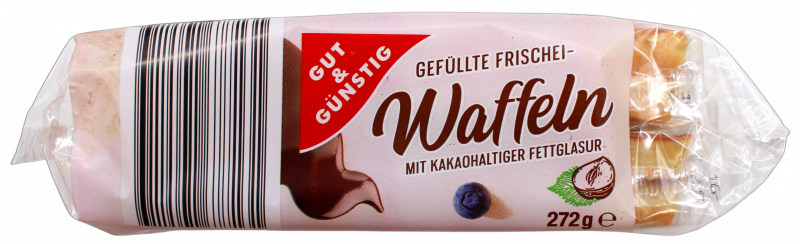 GUT
&
GÜNSTIG
GEFÜLLTE FRISCHEI-
Waffeln
MIT KAKAOHALTIGER FETTGLASUR
272g ℮